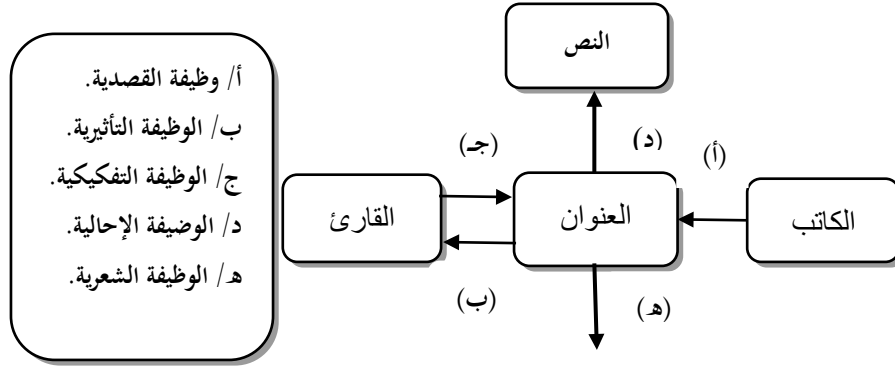 النص
أ/ وظيفة القصدية.
ب/ الوظيفة التأثيرية.
ج/ الوظيفة التفكيكية.
د/ الوضيفة الإحالية.
هـ/ الوظيفة الشعرية.
(أ)
(د)
(جـ)
الكاتب
العنوان
القارئ
(هـ)
(ب)